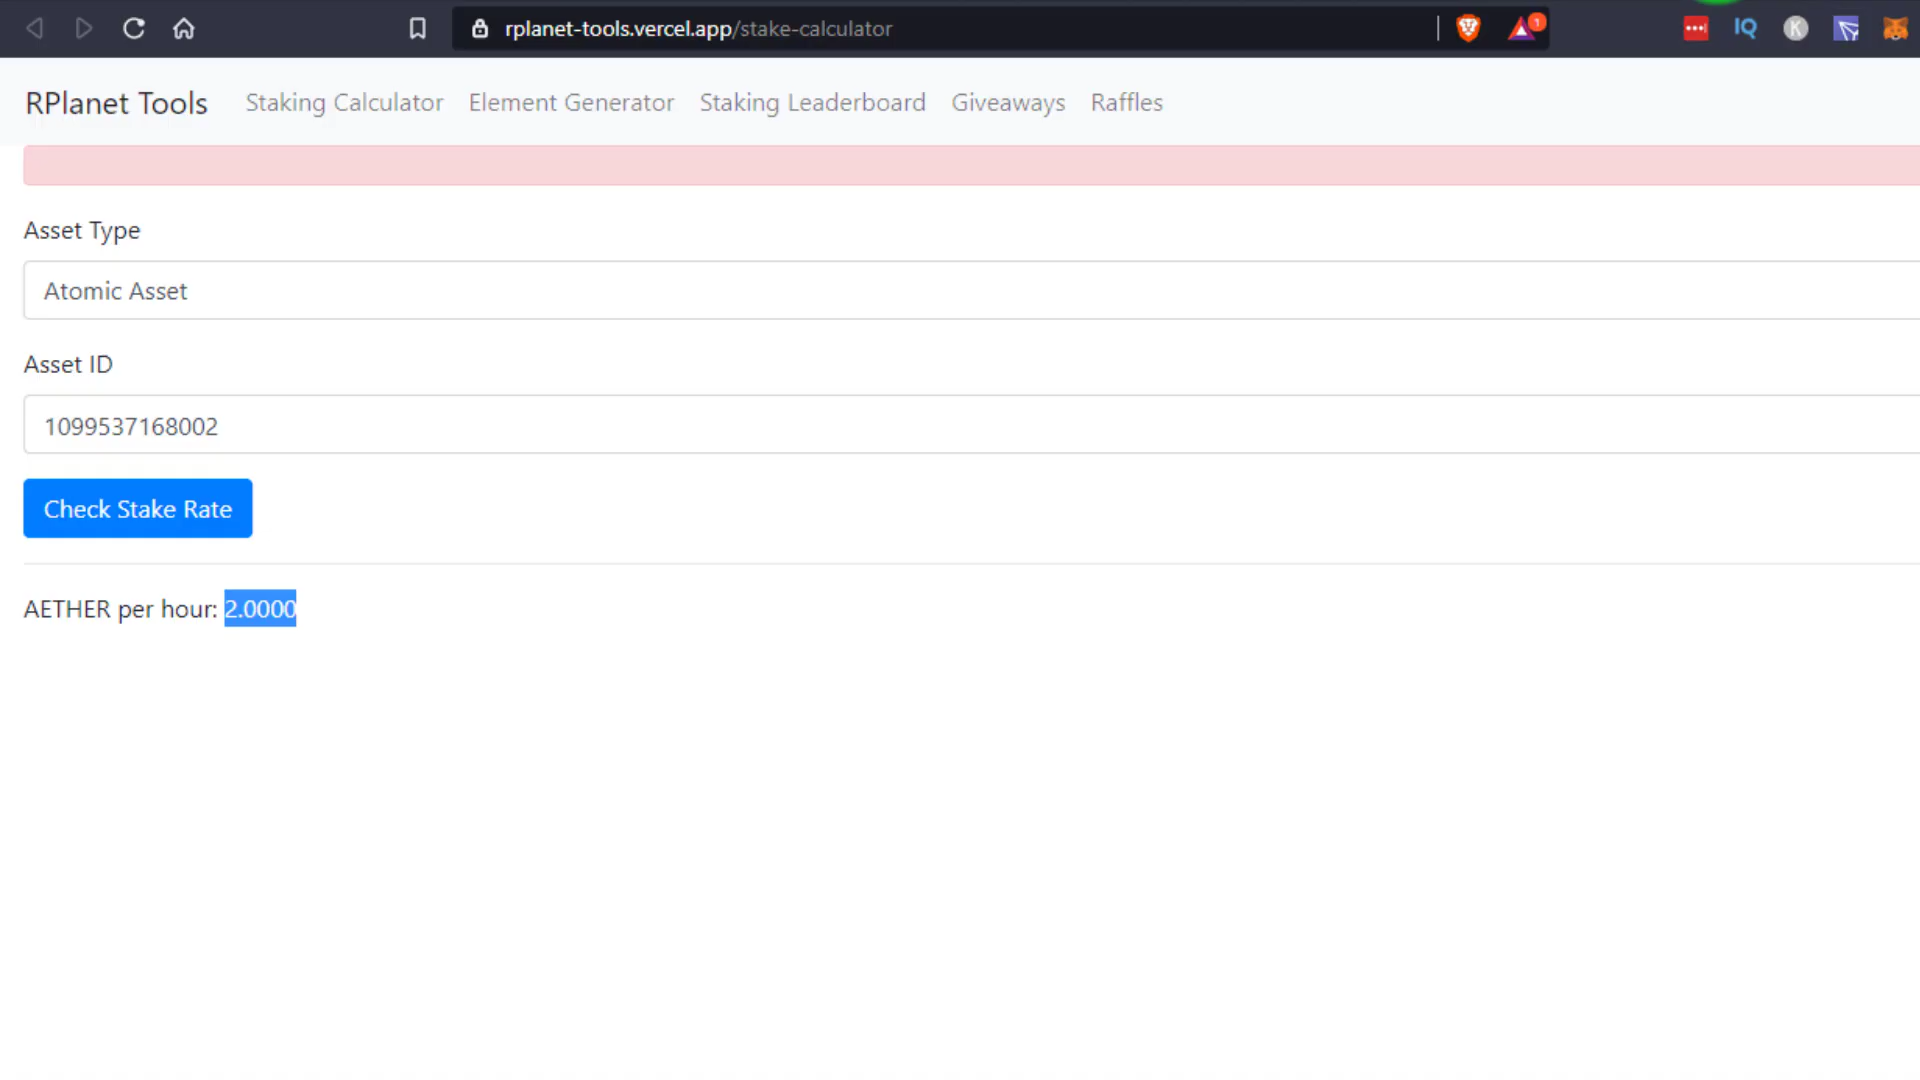 rplanet-tools.vercel.app/stake-calculator
1
IQ
K
RPlanet Tools Staking Calculator Element Generator Staking Leaderboard Giveaways Raffles
Asset Type
Atomic Asset
Asset ID
1099537168002
Check Stake Rate
AETHER per hour: 2.0000